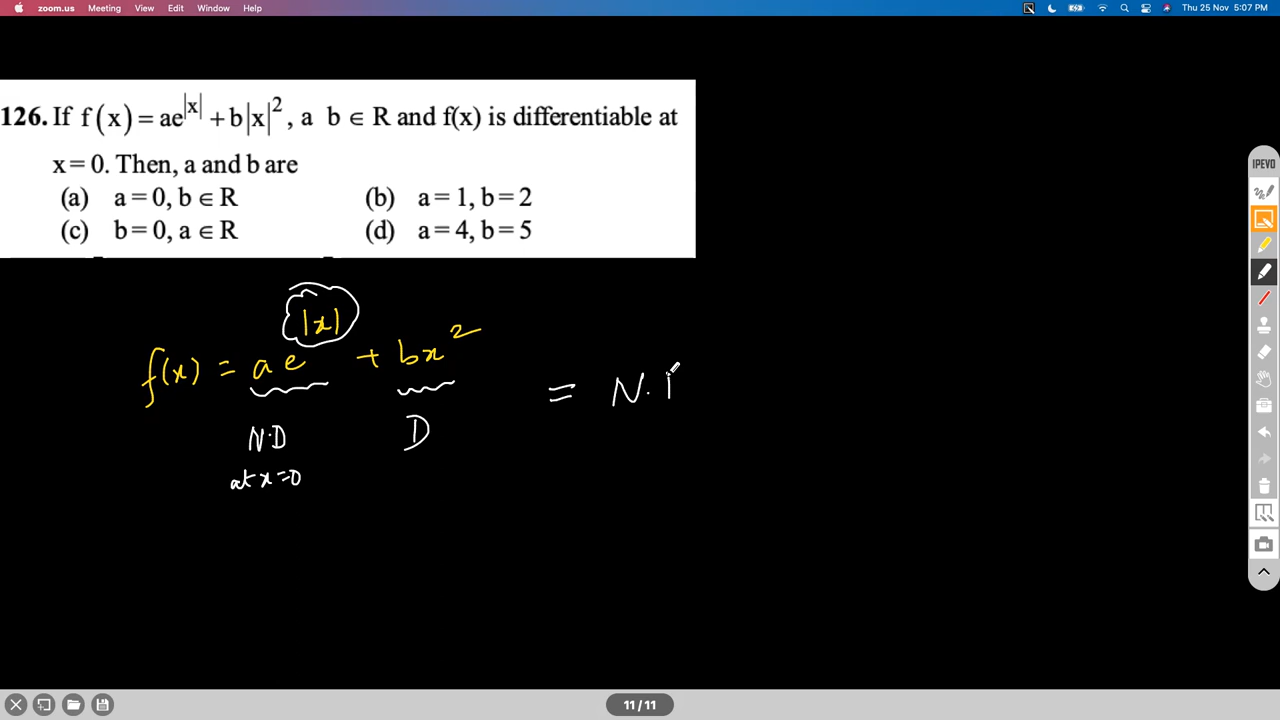 zoom.us Meeting View Edit Window Help Thu 25 Nov 5:07 PM
126. If f(x) = ae^|x| + b|x|^2, a b ∈ R and f(x) is differentiable at
x = 0. Then, a and b are
(a) a = 0, b ∈ R (b) a = 1, b = 2
(c) b = 0, a ∈ R (d) a = 4, b = 5
f(x) = a e^|x| + bx^2 = N.
N.D D
at x=0
IPEVO
11/11